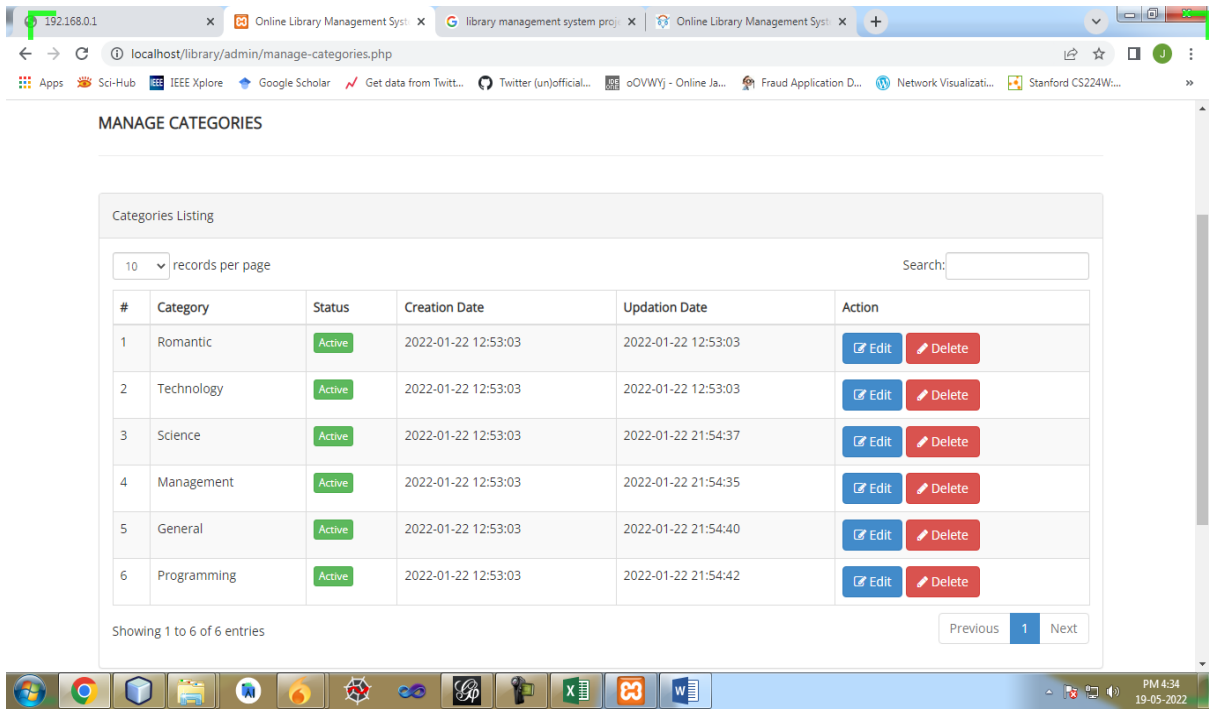 192.168.0.1 Online Library Management Syst library management system proje Online Library Management Syst
localhost/library/admin/manage-categories.php J
Apps Sci-Hub IEEE IEEE Xplore Google Scholar Get data from Twitt... Twitter (un)official... oOVWYj - Online Ja... Fraud Application D... Network Visualizati... Stanford CS224W:... »
MANAGE CATEGORIES
Categories Listing
10 records per page Search:
# Category Status Creation Date Updation Date Action
1 Romantic Active 2022-01-22 12:53:03 2022-01-22 12:53:03 Edit Delete
2 Technology Active 2022-01-22 12:53:03 2022-01-22 12:53:03 Edit Delete
3 Science Active 2022-01-22 12:53:03 2022-01-22 21:54:37 Edit Delete
4 Management Active 2022-01-22 12:53:03 2022-01-22 21:54:35 Edit Delete
5 General Active 2022-01-22 12:53:03 2022-01-22 21:54:40 Edit Delete
6 Programming Active 2022-01-22 12:53:03 2022-01-22 21:54:42 Edit Delete
Showing 1 to 6 of 6 entries Previous 1 Next
PM 4:34
19-05-2022